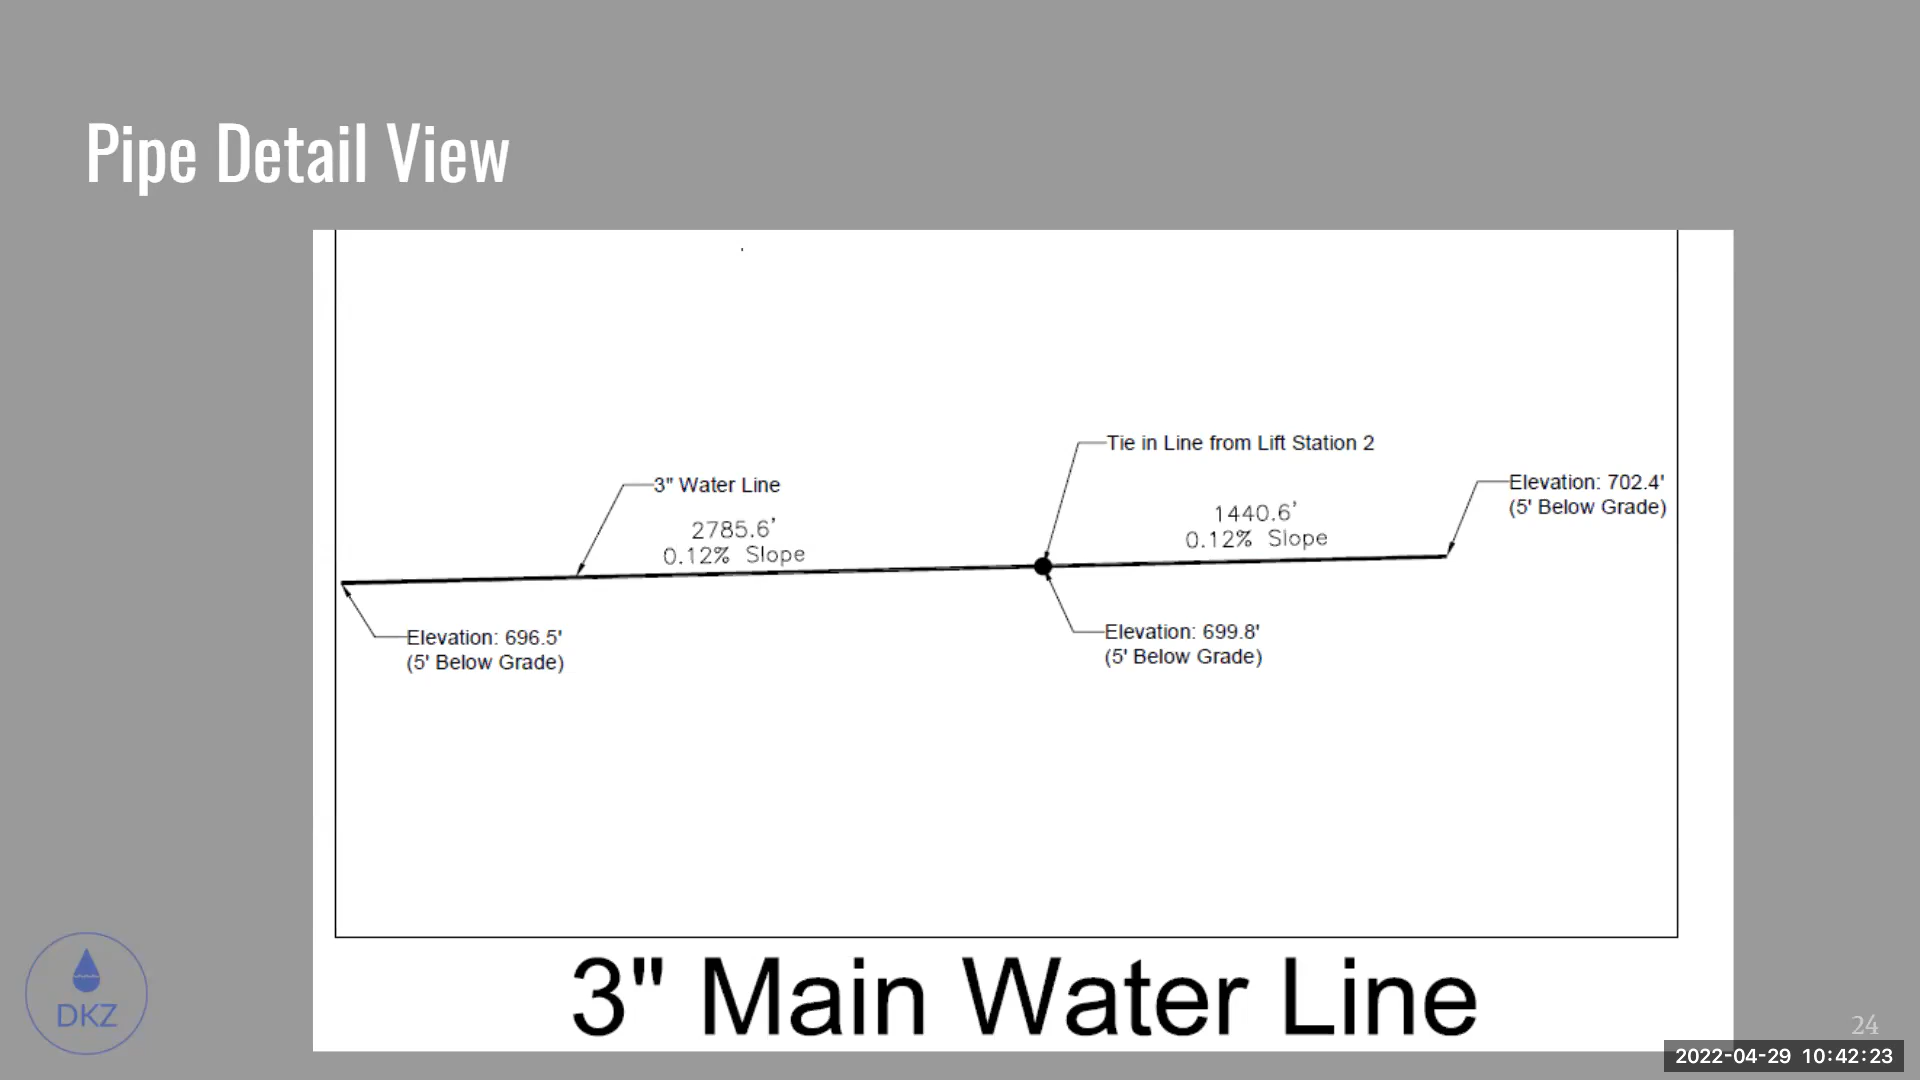 Pipe Detail View
Tie in Line from Lift Station 2
3" Water Line
Elevation: 702.4'
(5' Below Grade)
2785.6'
0.12% Slope
1440.6'
0.12% Slope
Elevation: 696.5'
(5' Below Grade)
Elevation: 699.8'
(5' Below Grade)
3" Main Water Line
DKZ
24
2022-04-29 10:42:23